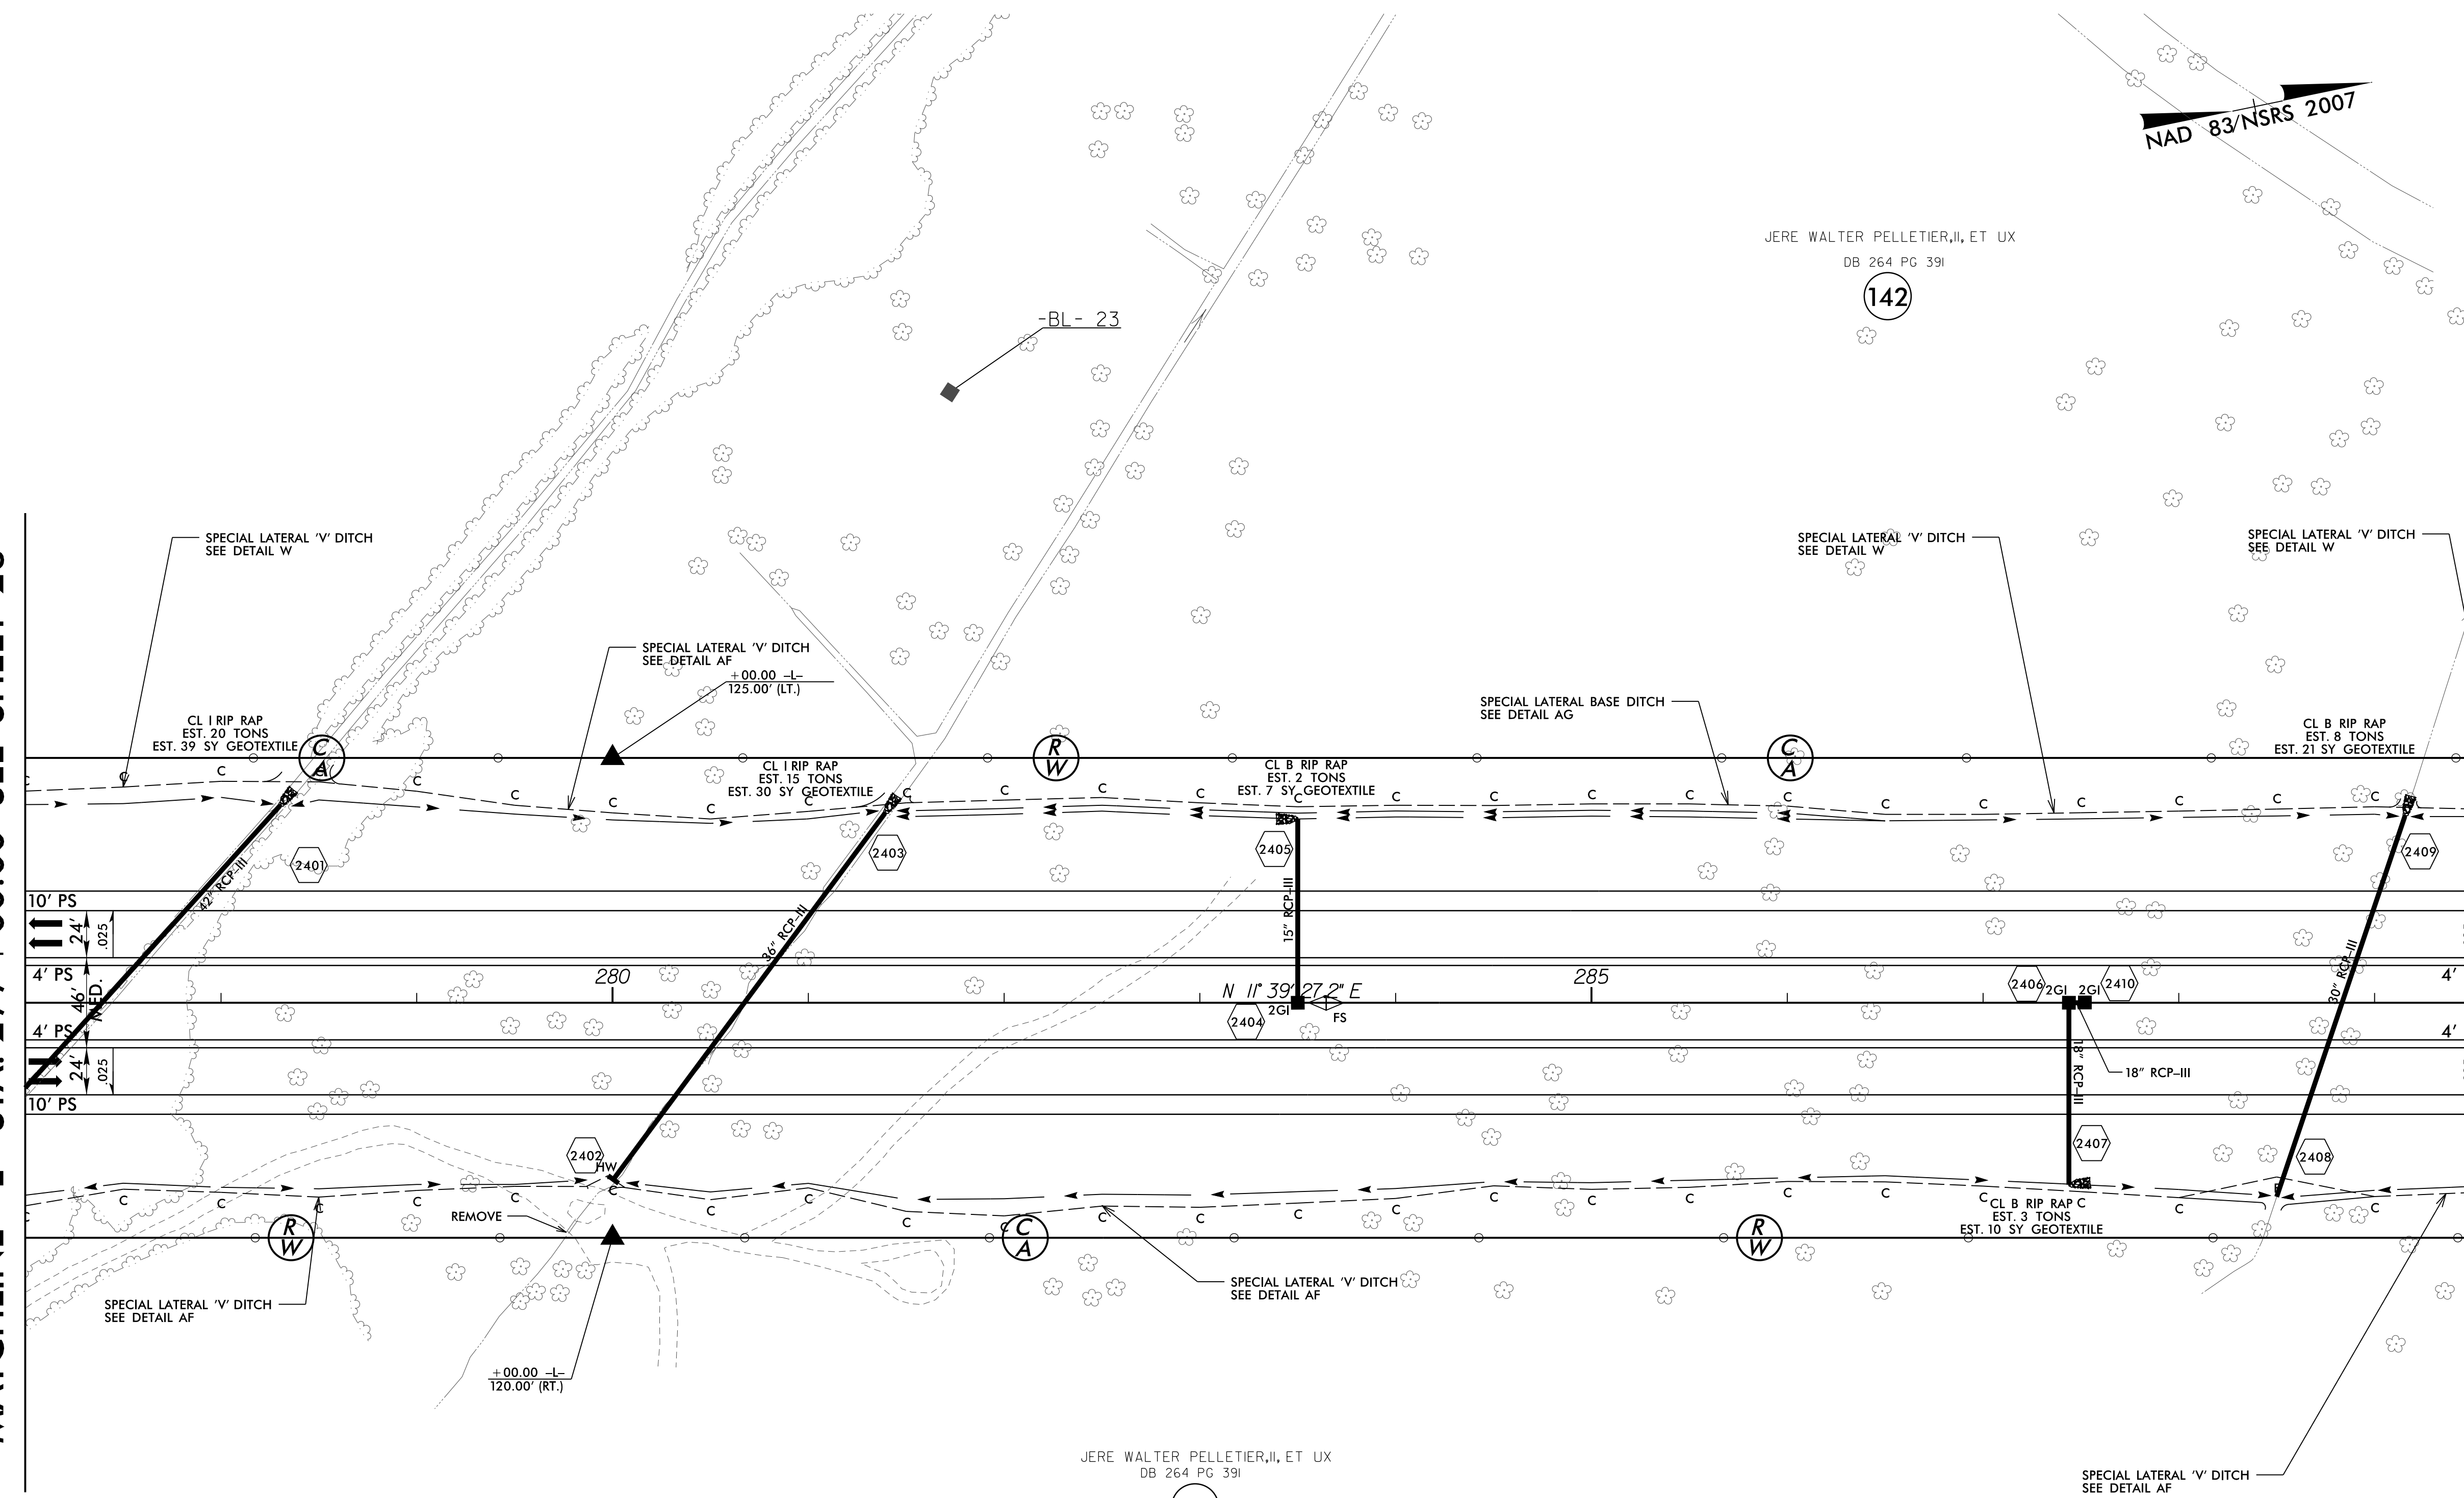 NAD 83/NSRS 2007
JERE WALTER PELLETIER,II, ET UX
DB 264 PG 391
142
-BL- 23
SPECIAL LATERAL 'V' DITCH
SEE DETAIL W
SPECIAL LATERAL 'V' DITCH
SEE DETAIL W
SPECIAL LATERAL 'V' DITCH
SEE DETAIL W
SPECIAL LATERAL 'V' DITCH
SEE DETAIL AF
+00.00 -L-
125.00' (LT.)
SPECIAL LATERAL BASE DITCH
SEE DETAIL AG
CL I RIP RAP
EST. 20 TONS
EST. 39 SY GEOTEXTILE
C
A
R
W
C
A
CL I RIP RAP
EST. 15 TONS
EST. 30 SY GEOTEXTILE
CL B RIP RAP
EST. 2 TONS
EST. 7 SY GEOTEXTILE
CL B RIP RAP
EST. 8 TONS
EST. 21 SY GEOTEXTILE
C C C C C C C C C C C C C C C C C C C C C C C C
2401
2403
2405
2409
42" RCP-III
36" RCP-III
15" RCP-III
30" RCP-III
10' PS
24'
.025
4' PS
46'
MED.
4' PS
24'
.025
10' PS
280
285
N 11° 39' 27.2" E
2GI
FS
2404
2406
2GI
2GI
2410
4'
4'
18" RCP-III
18" RCP-III
2402
HW
2407
2408
C C C C C C C C C C C C C C C C C C C C C C C
REMOVE
R
W
C
A
R
W
CL B RIP RAP
EST. 3 TONS
EST. 10 SY GEOTEXTILE
SPECIAL LATERAL 'V' DITCH
SEE DETAIL AF
SPECIAL LATERAL 'V' DITCH
SEE DETAIL AF
+00.00 -L-
120.00' (RT.)
JERE WALTER PELLETIER,II, ET UX
DB 264 PG 391
SPECIAL LATERAL 'V' DITCH
SEE DETAIL AF